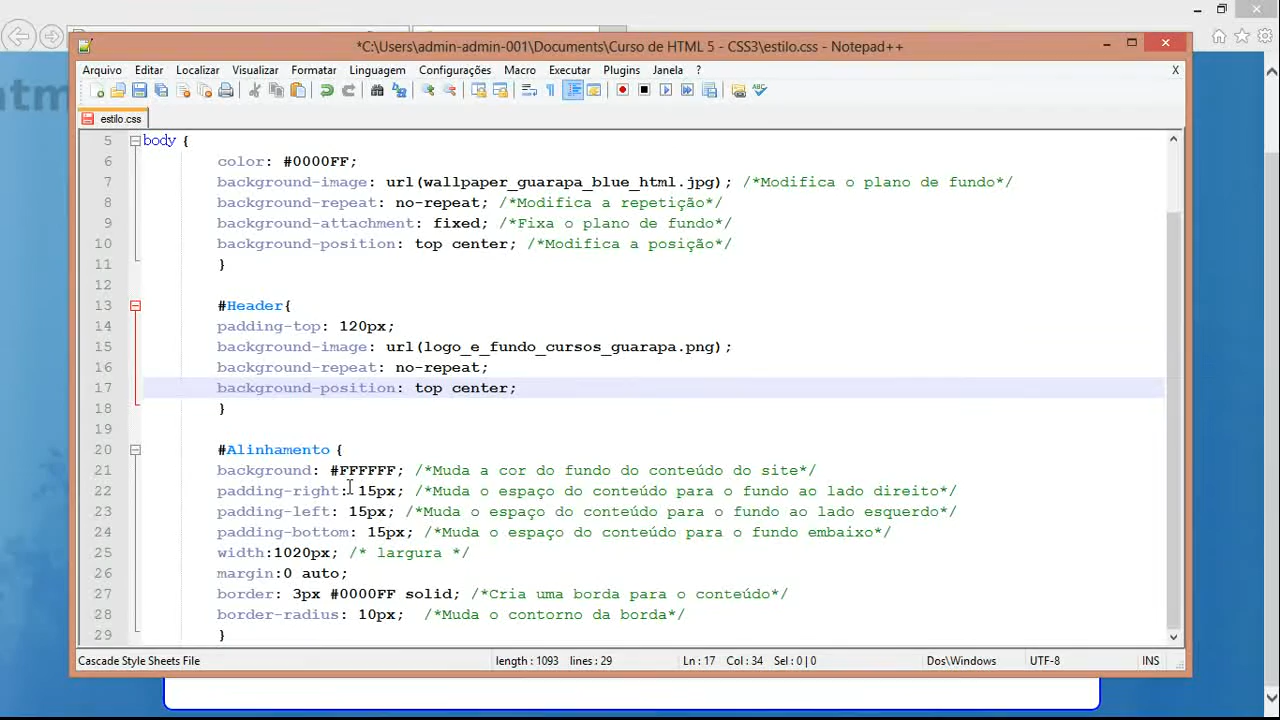 *C:\Users\admin-admin-001\Documents\Curso de HTML 5 - CSS3\estilo.css - Notepad++
Arquivo Editar Localizar Visualizar Formatar Linguagem Configurações Macro Executar Plugins Janela ? X
estilo.css
5 body {
6 color: #0000FF;
7 background-image: url(wallpaper_guarapa_blue_html.jpg); /*Modifica o plano de fundo*/
8 background-repeat: no-repeat; /*Modifica a repetição*/
9 background-attachment: fixed; /*Fixa o plano de fundo*/
10 background-position: top center; /*Modifica a posição*/
11 }
12
13 #Header{
14 padding-top: 120px;
15 background-image: url(logo_e_fundo_cursos_guarapa.png);
16 background-repeat: no-repeat;
17 background-position: top center;
18 }
19
20 #Alinhamento {
21 background: #FFFFFF; /*Muda a cor do fundo do conteúdo do site*/
22 padding-right: 15px; /*Muda o espaço do conteúdo para o fundo ao lado direito*/
23 padding-left: 15px; /*Muda o espaço do conteúdo para o fundo ao lado esquerdo*/
24 padding-bottom: 15px; /*Muda o espaço do conteúdo para o fundo embaixo*/
25 width:1020px; /* largura */
26 margin:0 auto;
27 border: 3px #0000FF solid; /*Cria uma borda para o conteúdo*/
28 border-radius: 10px; /*Muda o contorno da borda*/
29 }
Cascade Style Sheets File length : 1093 lines : 29 Ln : 17 Col : 34 Sel : 0 | 0 Dos\Windows UTF-8 INS